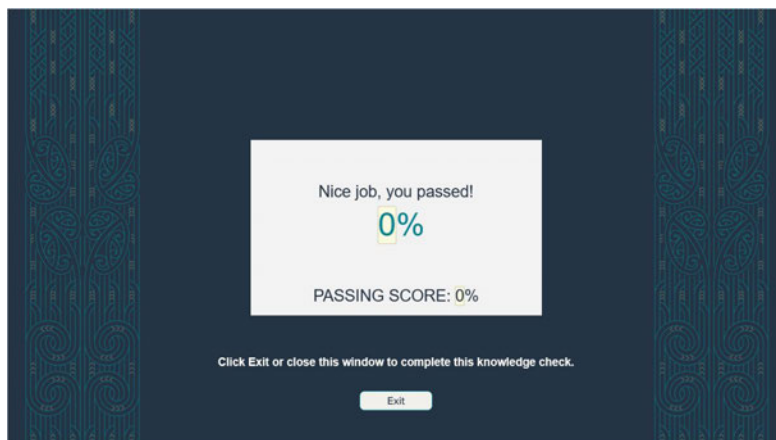 Nice job, you passed!
0%
PASSING SCORE: 0%
Click Exit or close this window to complete this knowledge check.
Exit